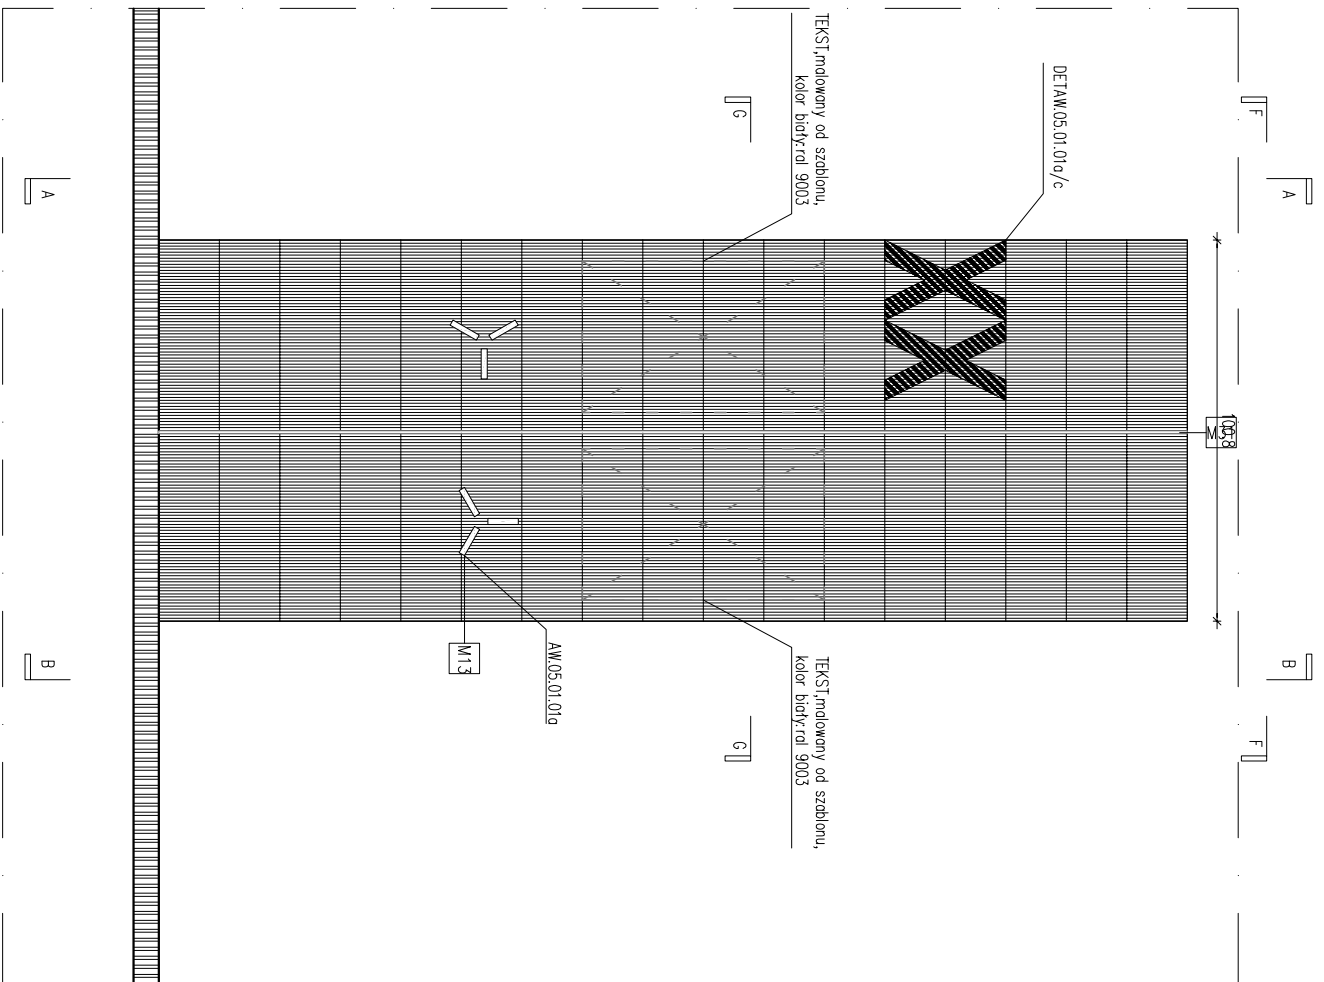 TEKST,malowany od szablonu,
kolor biały:ral 9003
DETAW.05.01.01a/c
G
F
A
A
M13
AW.05.01.01a
TEKST,malowany od szablonu,
kolor biały:ral 9003
B
B
G
F